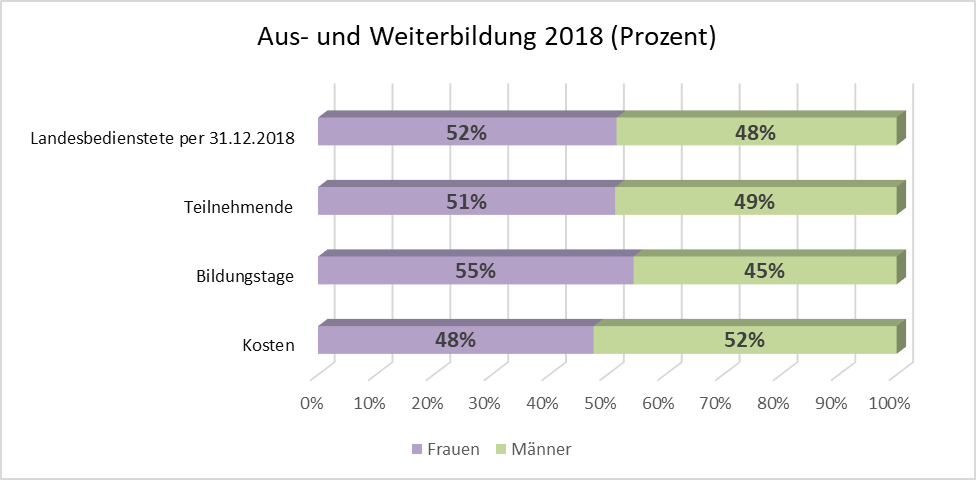 Aus- und Weiterbildung 2018 (Prozent)
Landesbedienstete per 31.12.2018 52% 48%
Teilnehmende 51% 49%
Bildungstage 55% 45%
Kosten 48% 52%
0% 10% 20% 30% 40% 50% 60% 70% 80% 90% 100%
Frauen Männer